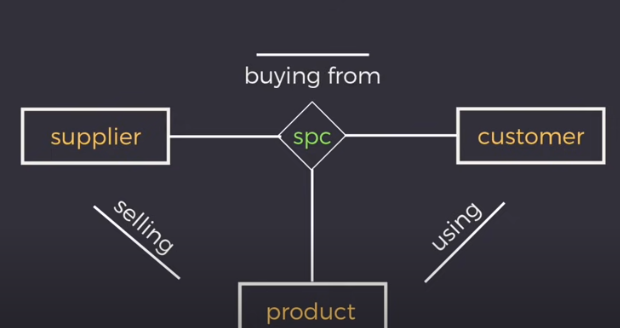 buying from
supplier
spc
customer
selling
using
product